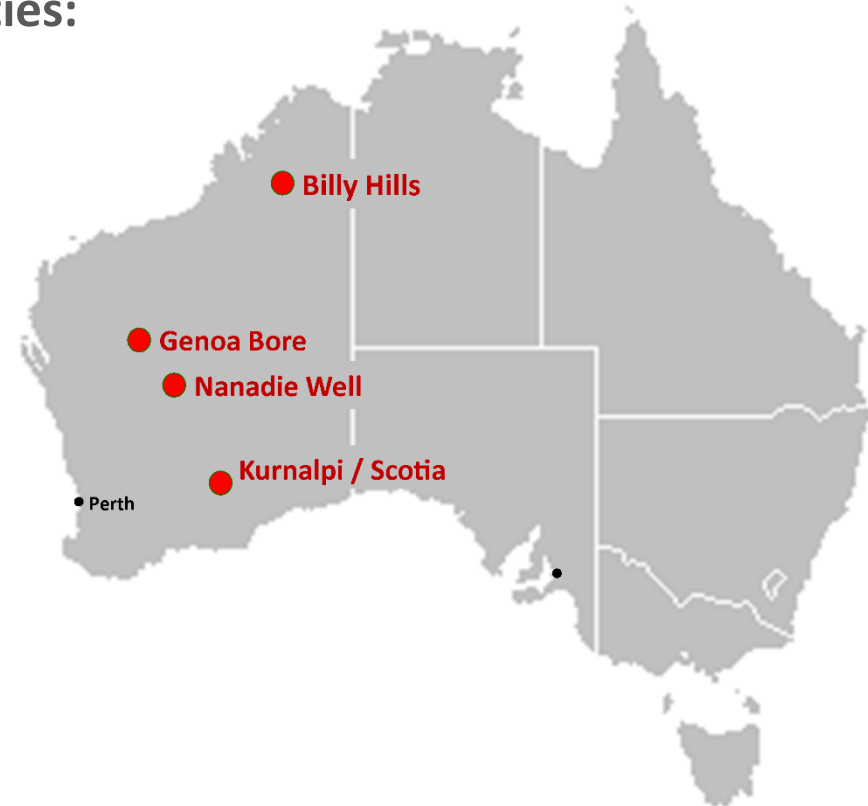 ties:
Billy Hills
Genoa Bore
Nanadie Well
Kurnalpi / Scotia
Perth